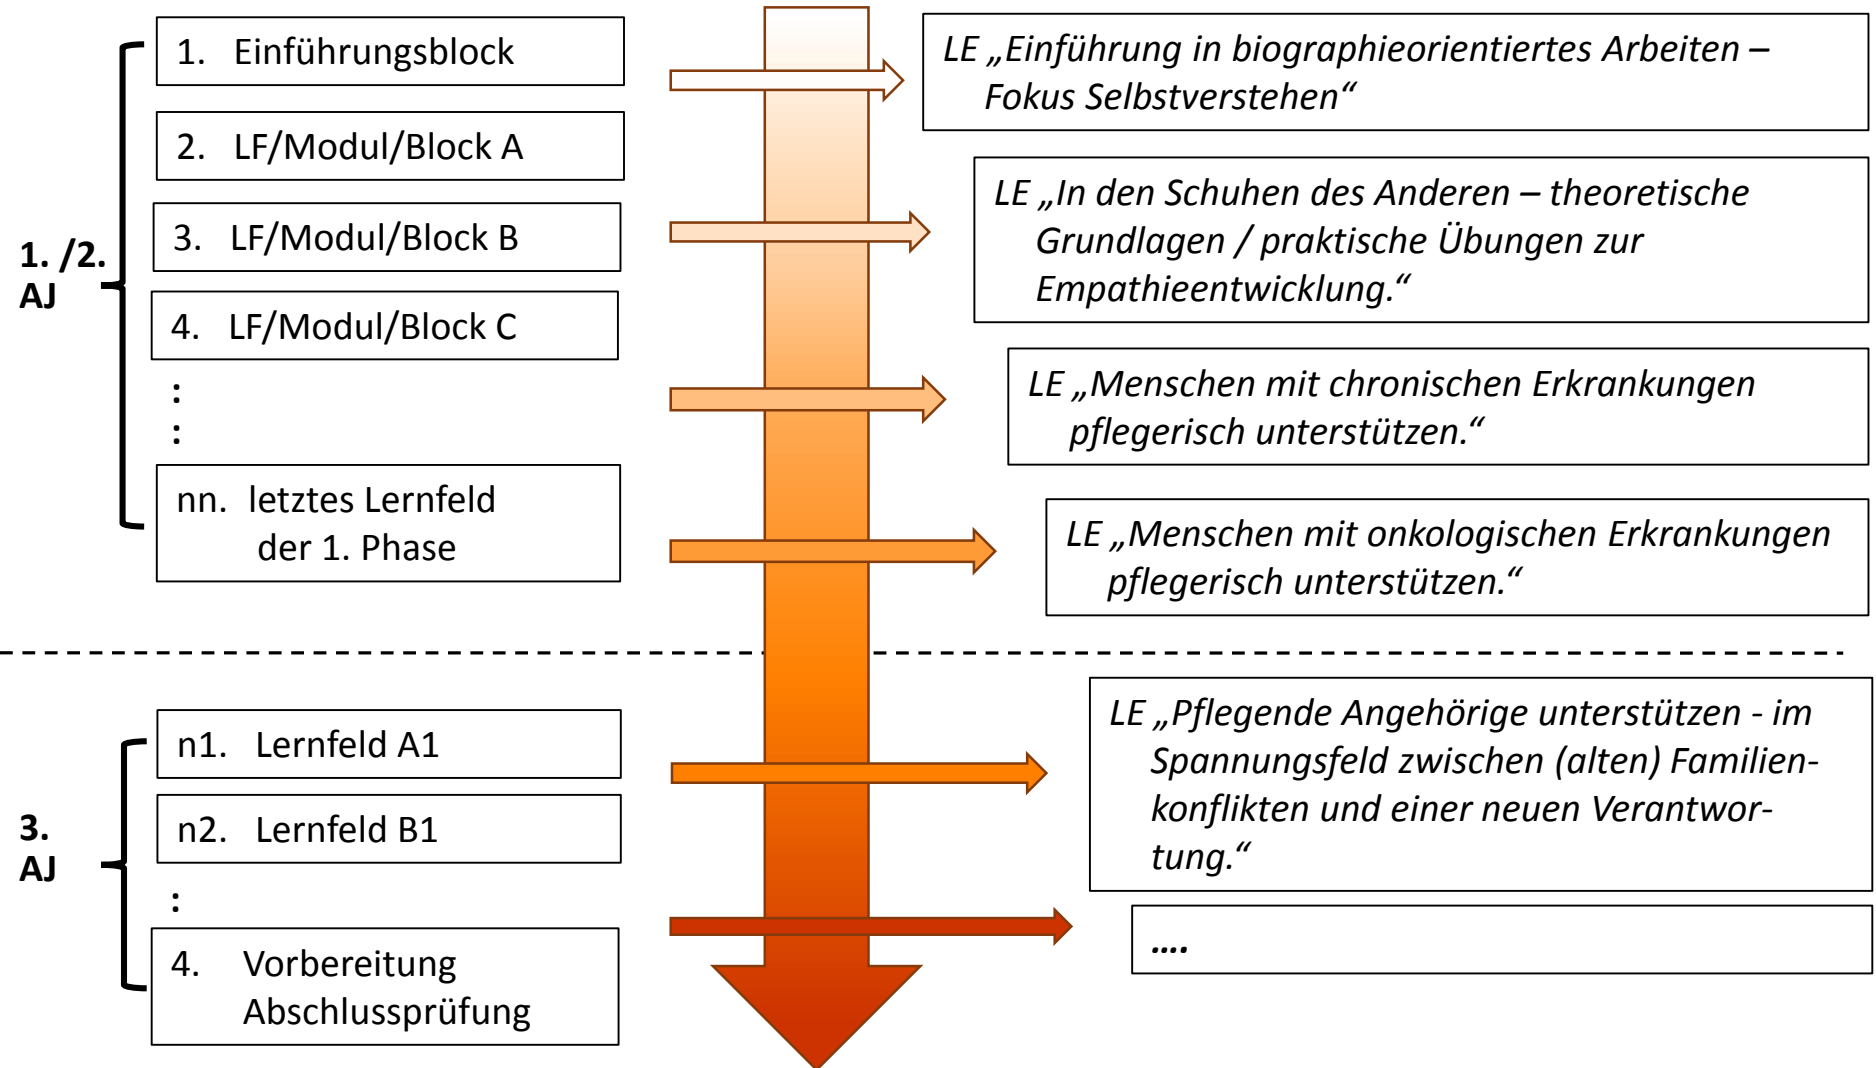 1. Einführungsblock
2. LF/Modul/Block A
3. LF/Modul/Block B
1. /2.
AJ
4. LF/Modul/Block C
:
:
nn. letztes Lernfeld
der 1. Phase
LE „Einführung in biographieorientiertes Arbeiten –
Fokus Selbstverstehen“
LE „In den Schuhen des Anderen – theoretische
Grundlagen / praktische Übungen zur
Empathieentwicklung.“
LE „Menschen mit chronischen Erkrankungen
pflegerisch unterstützen.“
LE „Menschen mit onkologischen Erkrankungen
pflegerisch unterstützen.“
n1. Lernfeld A1
n2. Lernfeld B1
3.
AJ
:
4. Vorbereitung
Abschlussprüfung
LE „Pflegende Angehörige unterstützen - im
Spannungsfeld zwischen (alten) Familien-
konflikten und einer neuen Verantwor-
tung.“
....